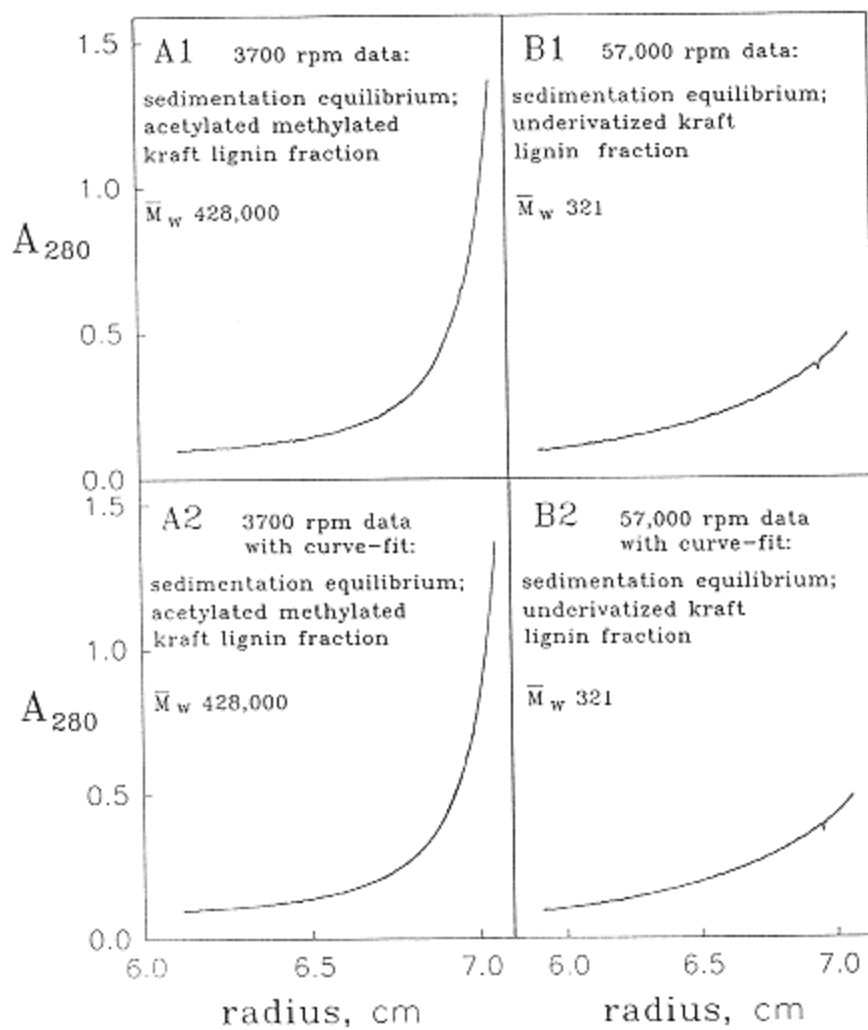 1.5
A1 3700 rpm data:
sedimentation equilibrium;
acetylated methylated
kraft lignin fraction
1.0
M̅w 428,000
A280
0.5
0.0
B1 57,000 rpm data:
sedimentation equilibrium;
underivatized kraft
lignin fraction
M̅w 321
1.5
A2 3700 rpm data
with curve-fit:
sedimentation equilibrium;
acetylated methylated
kraft lignin fraction
1.0
M̅w 428,000
A280
0.5
0.0
B2 57,000 rpm data
with curve-fit:
sedimentation equilibrium;
underivatized kraft
lignin fraction
M̅w 321
6.0 6.5 7.0 6.0 6.5 7.0
radius, cm radius, cm